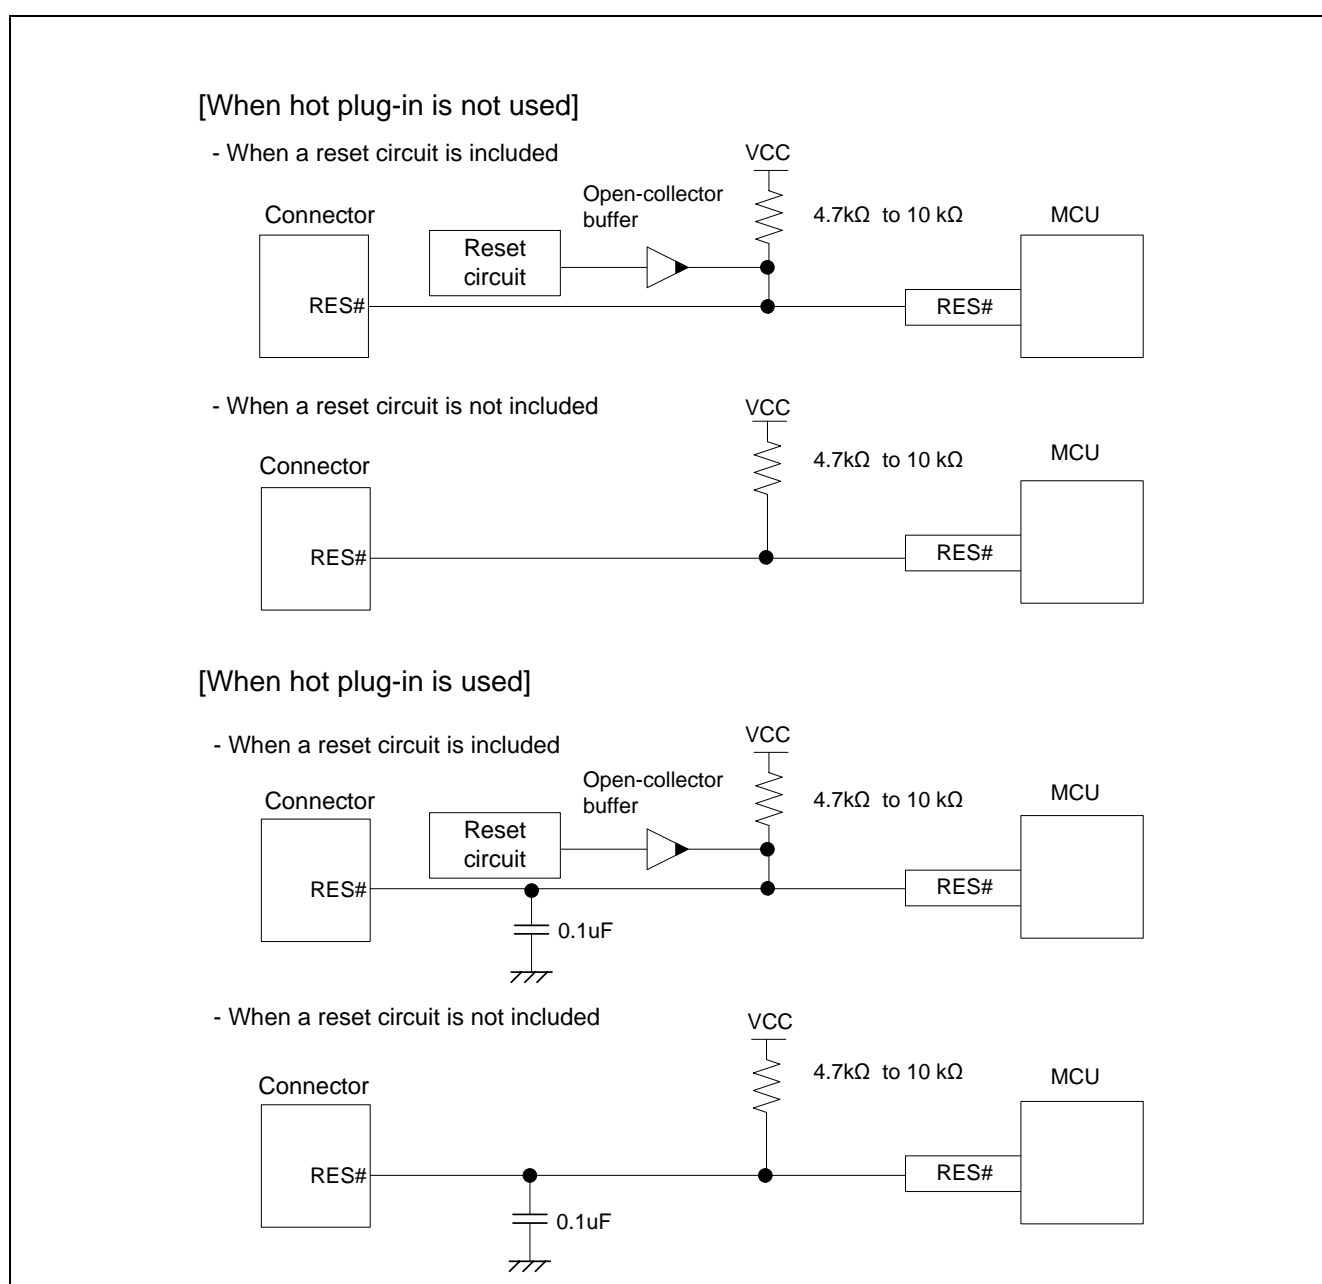 [When hot plug-in is not used]
- When a reset circuit is included
VCC
Open-collector
buffer
4.7kΩ to 10 kΩ
MCU
Connector
Reset
circuit
RES#
RES#
- When a reset circuit is not included
VCC
4.7kΩ to 10 kΩ
MCU
Connector
RES#
RES#
[When hot plug-in is used]
- When a reset circuit is included
VCC
Open-collector
buffer
4.7kΩ to 10 kΩ
MCU
Connector
Reset
circuit
RES#
RES#
0.1uF
- When a reset circuit is not included
VCC
4.7kΩ to 10 kΩ
MCU
Connector
RES#
RES#
0.1uF